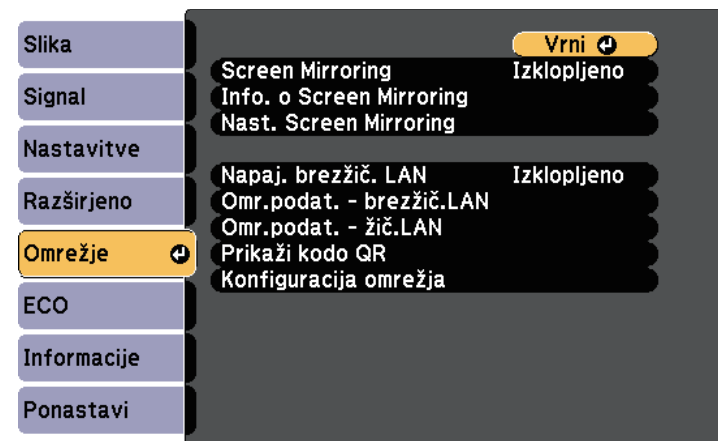 Slika
Signal
Nastavitve
Razširjeno
Omrežje
ECO
Informacije
Ponastavi
Vrni
Screen Mirroring Izklopljeno
Info. o Screen Mirroring
Nast. Screen Mirroring
Napaj. brezžič. LAN Izklopljeno
Omr.podat. - brezžič.LAN
Omr.podat. - žič.LAN
Prikaži kodo QR
Konfiguracija omrežja